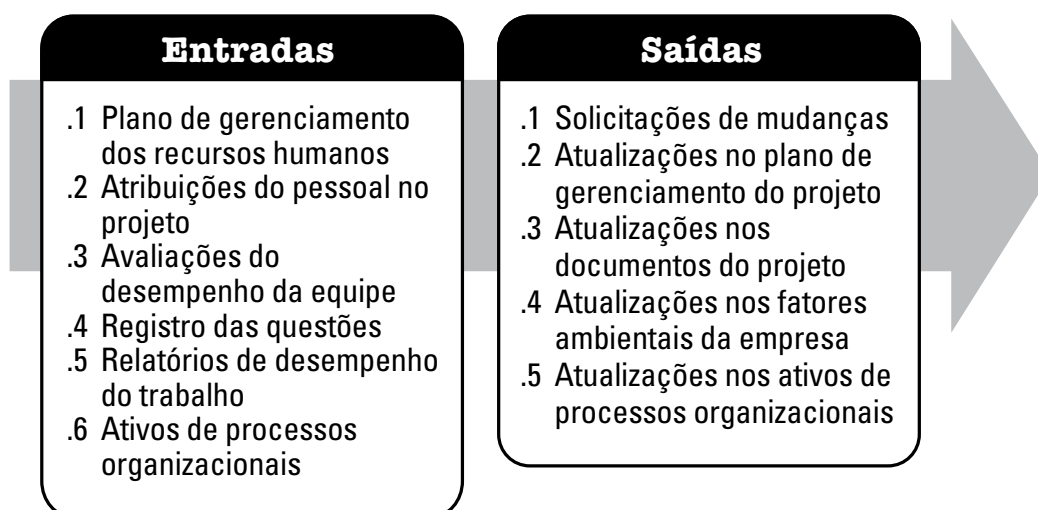 Entradas
.1 Plano de gerenciamento
dos recursos humanos
.2 Atribuições do pessoal no
projeto
.3 Avaliações do
desempenho da equipe
.4 Registro das questões
.5 Relatórios de desempenho
do trabalho
.6 Ativos de processos
organizacionais
Saídas
.1 Solicitações de mudanças
.2 Atualizações no plano de
gerenciamento do projeto
.3 Atualizações nos
documentos do projeto
.4 Atualizações nos fatores
ambientais da empresa
.5 Atualizações nos ativos de
processos organizacionais